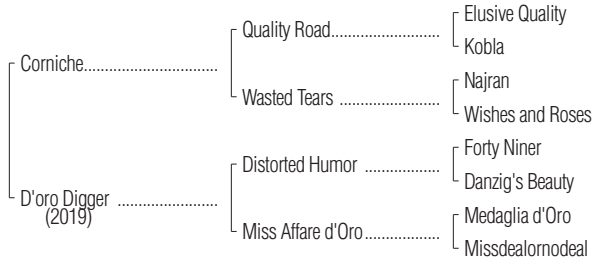 Elusive Quality
Quality Road
Kobla
Corniche
Najran
Wasted Tears
Wishes and Roses
Forty Niner
Distorted Humor
Danzig's Beauty
D'oro Digger
(2019)
Medaglia d'Oro
Miss Affare d'Oro
Missdealornodeal